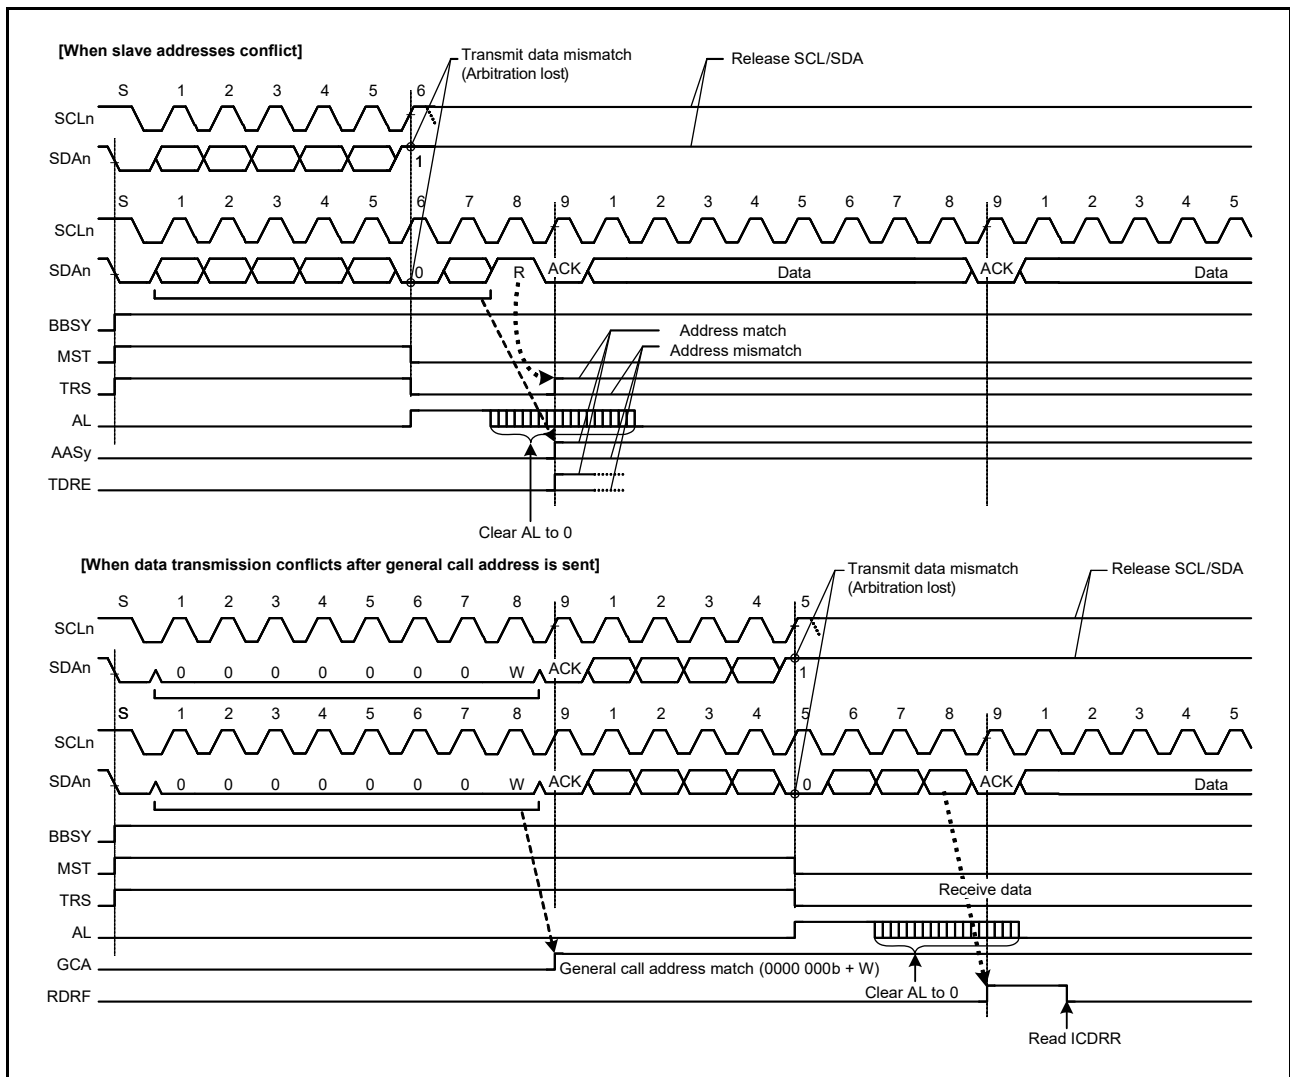 [When slave addresses conflict]
Transmit data mismatch
(Arbitration lost)
Release SCL/SDA
S 1 2 3 4 5 6
SCLn
SDAn 1
S 1 2 3 4 5 6 7 8 9 1 2 3 4 5 6 7 8 9 1 2 3 4 5
SCLn
SDAn 0 R ACK Data ACK Data
BBSY
Address match
MST
Address mismatch
TRS
AL
AASy
TDRE
Clear AL to 0
[When data transmission conflicts after general call address is sent]
Transmit data mismatch
(Arbitration lost)
Release SCL/SDA
S 1 2 3 4 5 6 7 8 9 1 2 3 4 5
SCLn
SDAn 0 0 0 0 0 0 0 W ACK 1
S 1 2 3 4 5 6 7 8 9 1 2 3 4 5 6 7 8 9 1 2 3 4 5
SCLn
SDAn 0 0 0 0 0 0 0 W ACK 0 ACK Data
BBSY
MST
TRS
Receive data
AL
GCA
General call address match (0000 000b + W)
Clear AL to 0
RDRF
Read ICDRR